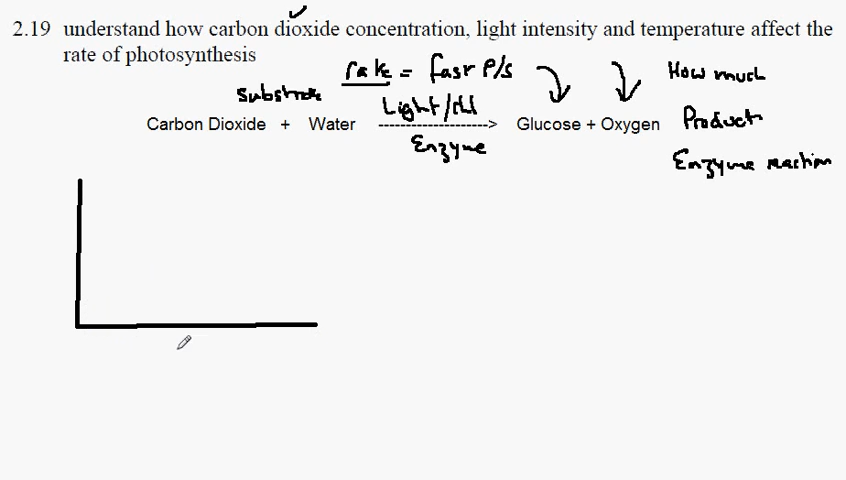 2.19 understand how carbon dioxide concentration, light intensity and temperature affect the
rate of photosynthesis
rate = fast P/s
How much
Substrate
Light/chl
Carbon Dioxide + Water ----------------------> Glucose + Oxygen
Product
Enzyme
Enzyme reaction